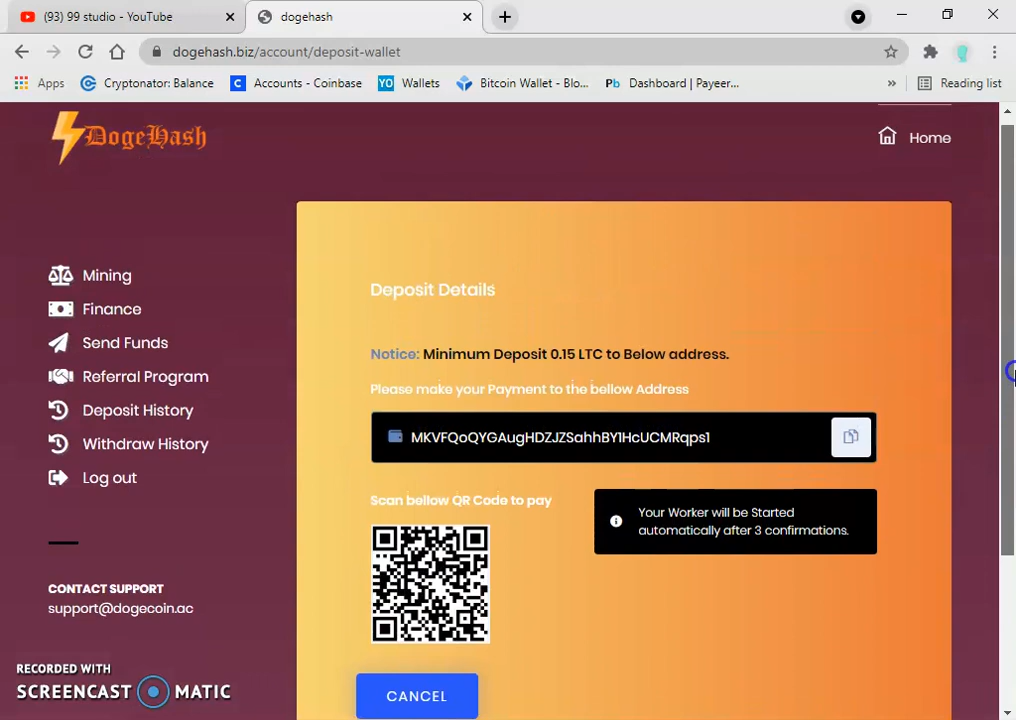 (93) 99 studio - YouTube
dogehash
dogehash.biz/account/deposit-wallet
Apps
Cryptonator: Balance
Accounts - Coinbase
YO Wallets
Bitcoin Wallet - Blo...
Pb Dashboard | Payeer...
»
Reading list
DogeHash
Home
Mining
Finance
Send Funds
Referral Program
Deposit History
Withdraw History
Log out
CONTACT SUPPORT
support@dogecoin.ac
Deposit Details
Notice: Minimum Deposit 0.15 LTC to Below address.
Please make your Payment to the bellow Address
MKVFQoQYGAugHDZJZSahhBY1HcUCMRqps1
Scan bellow QR Code to pay
Your Worker will be Started
automatically after 3 confirmations.
CANCEL
RECORDED WITH
SCREENCAST MATIC